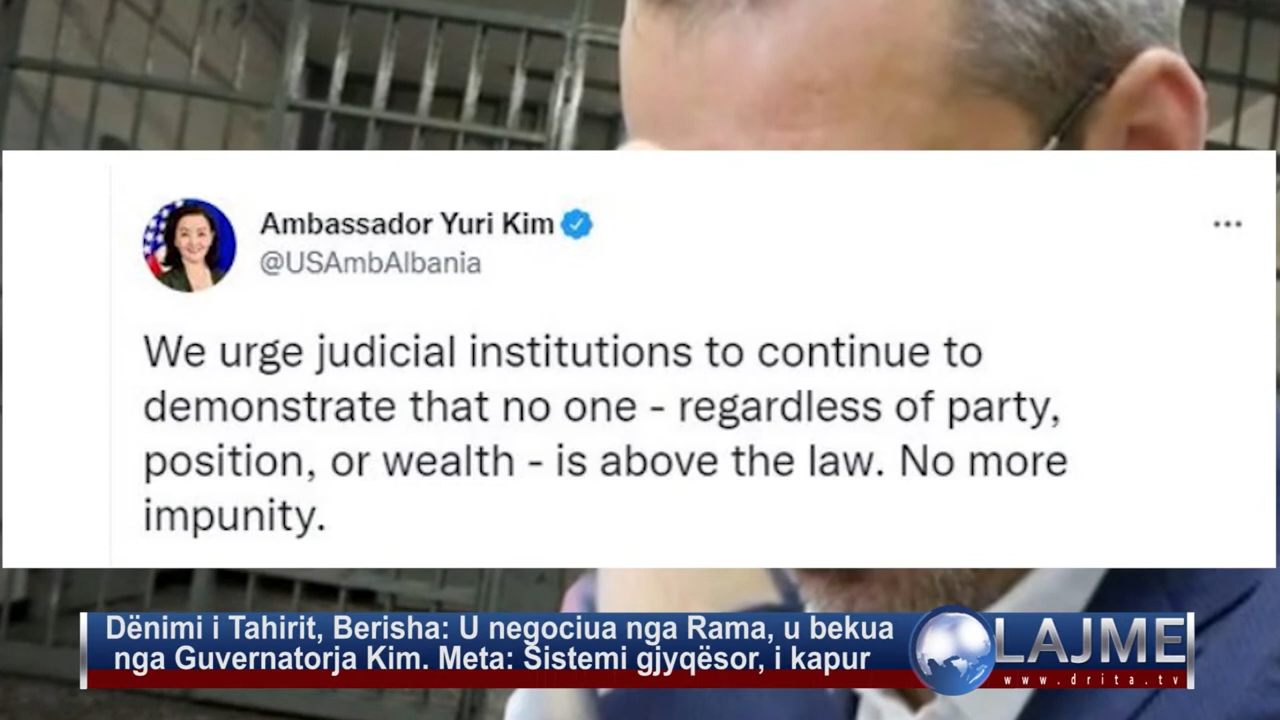 Ambassador Yuri Kim
@USAmbAlbania
We urge judicial institutions to continue to
demonstrate that no one - regardless of party,
position, or wealth - is above the law. No more
impunity.
Dënimi i Tahirit, Berisha: U negociua nga Rama, u bekua
nga Guvernatorja Kim. Meta: Sistemi gjyqësor, i kapur
LAJME
www.drita.tv